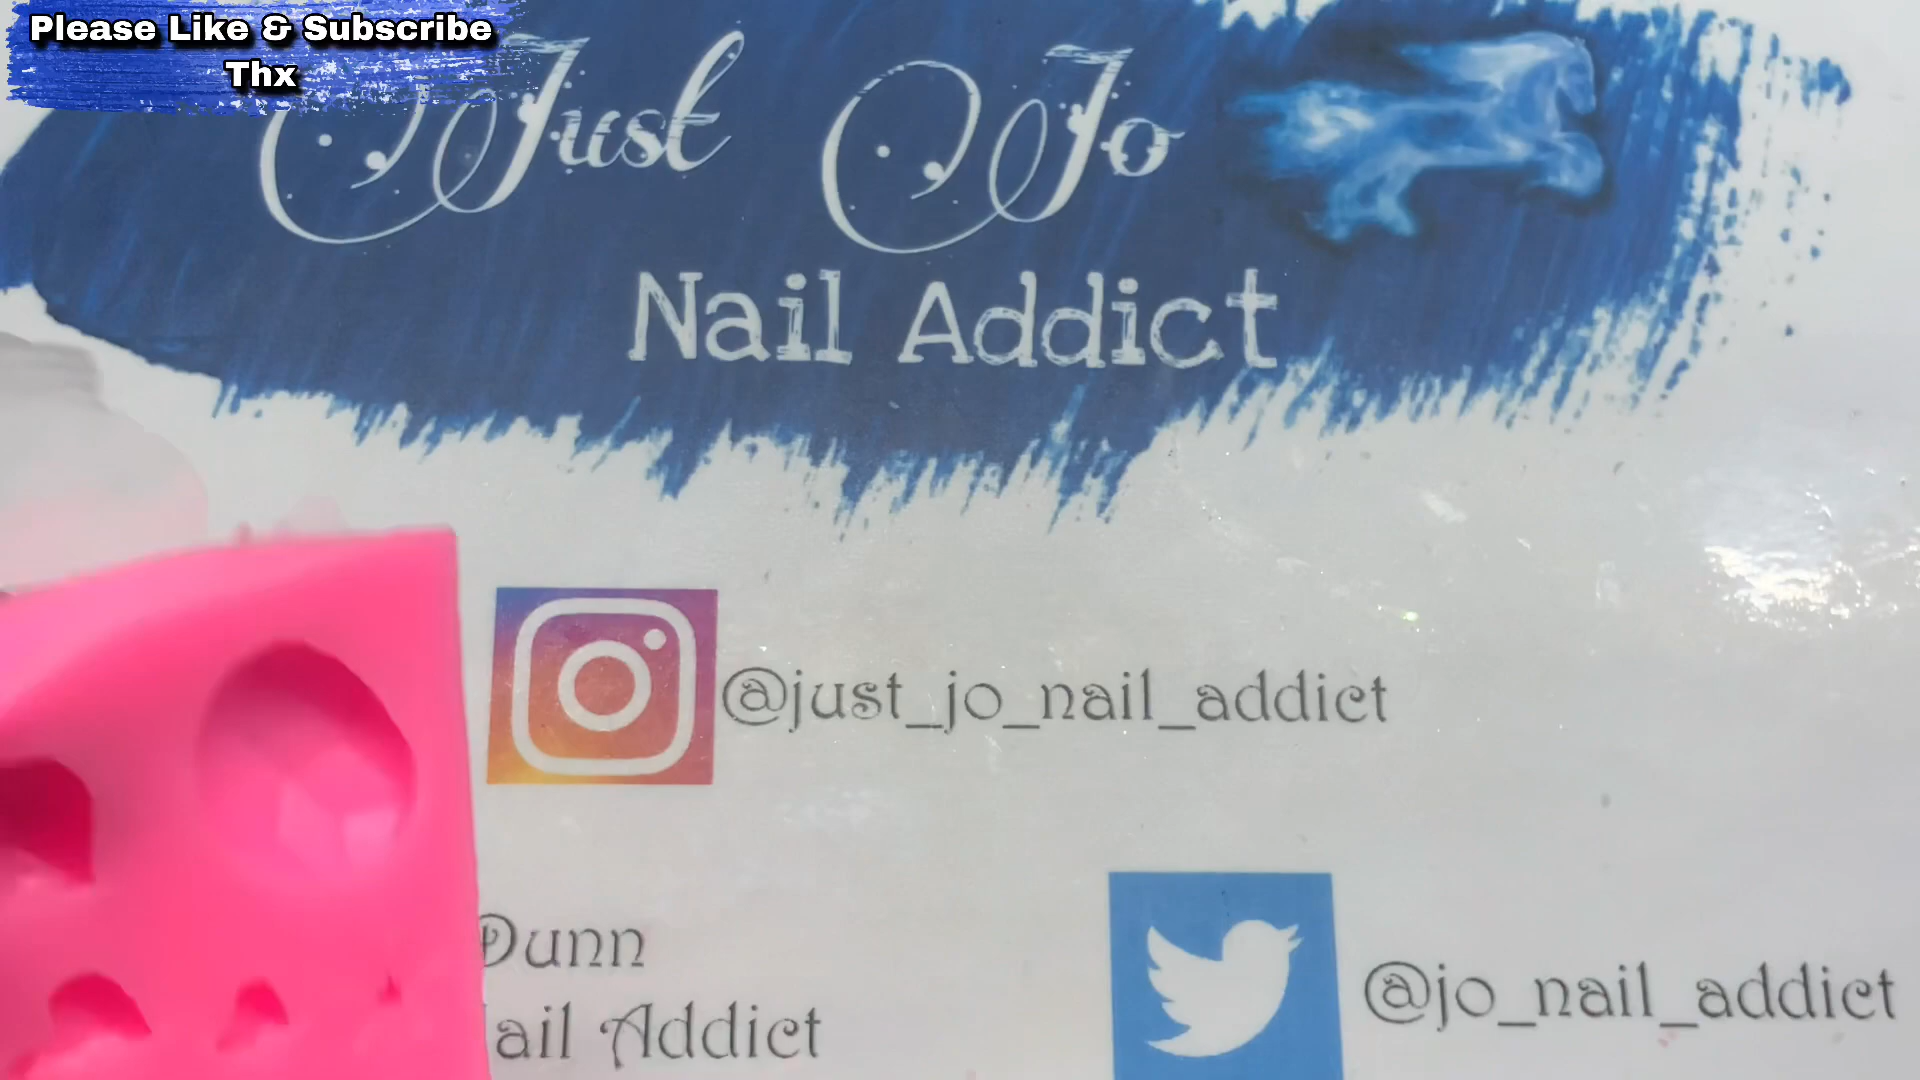 Please Like & Subscribe
Thx
Just Jo
Nail Addict
@just_jo_nail_addict
Dunn
ail Addict
@jo_nail_addict